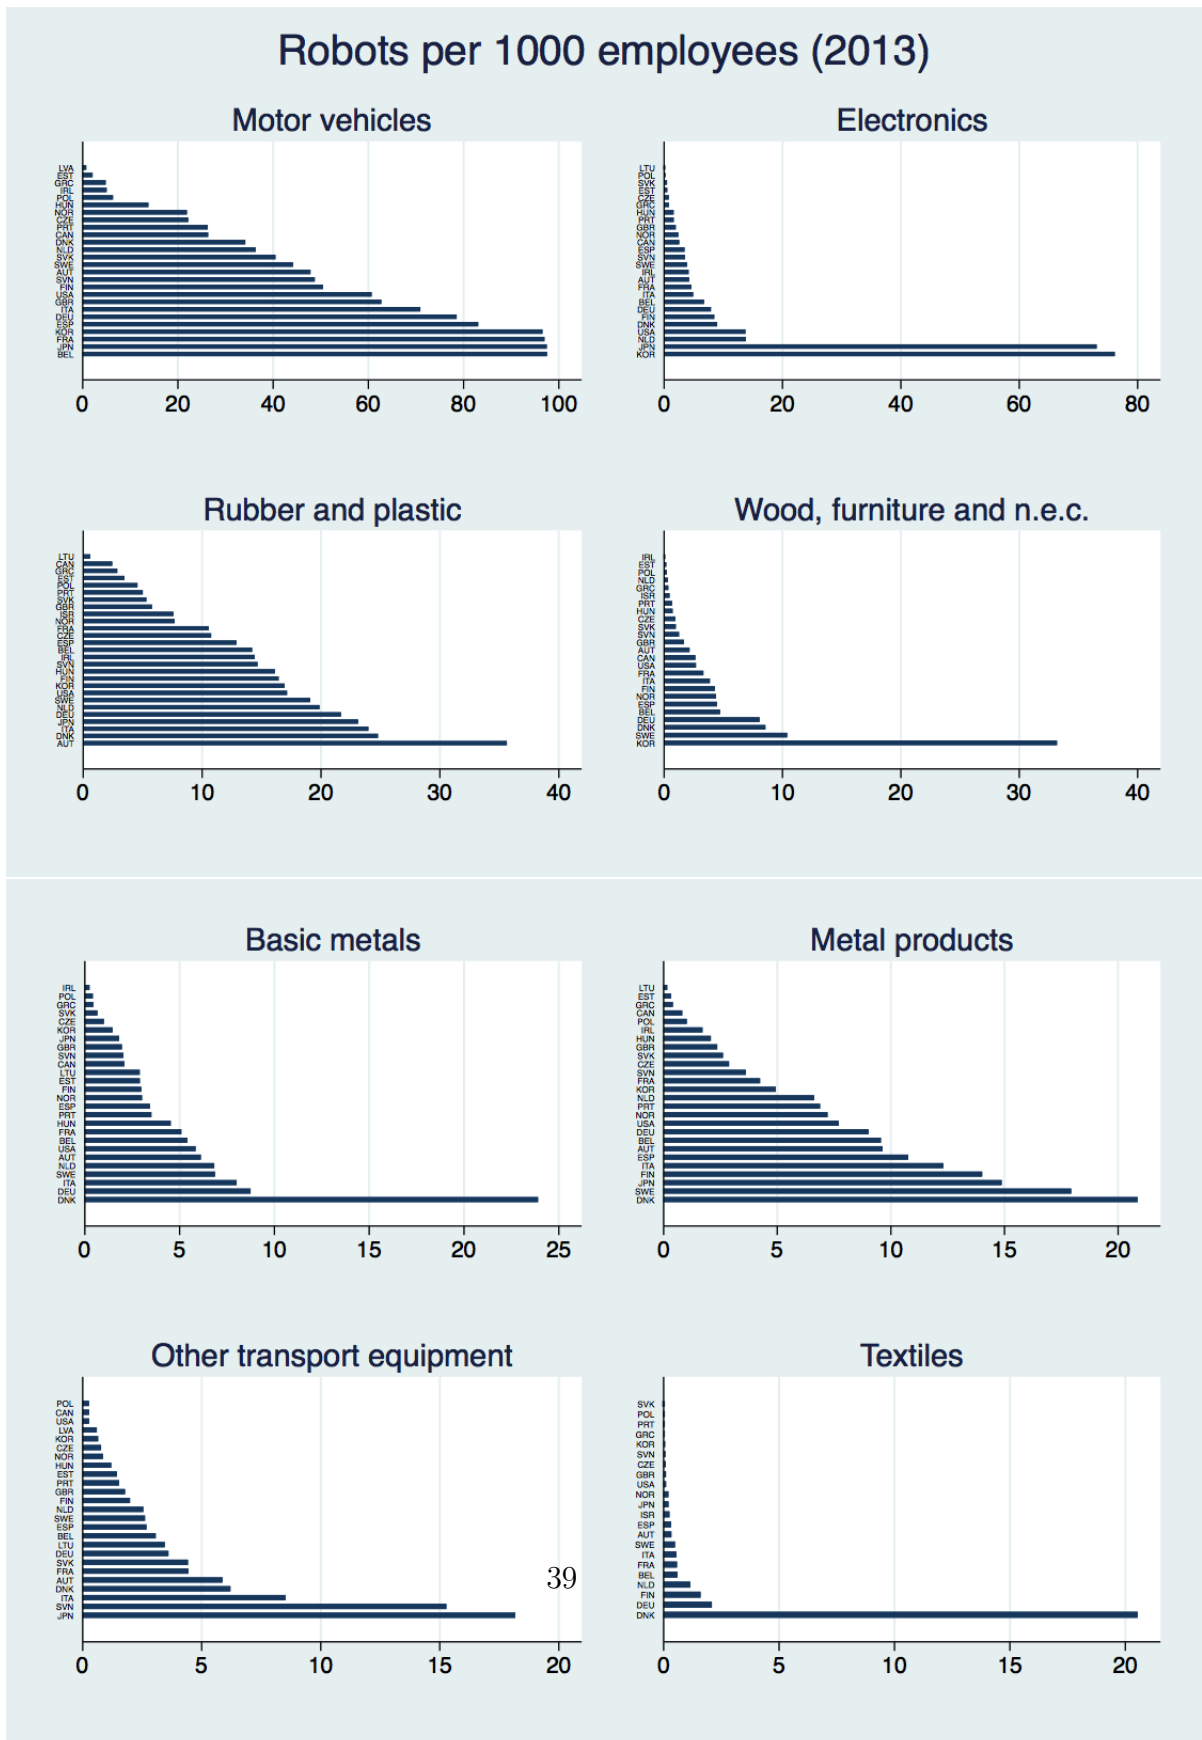 Robots per 1000 employees (2013)
Motor vehicles
LVA
EST
GRC
IRL
POL
HUN
NOR
CZE
PRT
CAN
DNK
NLD
SVK
SWE
AUT
SVN
FIN
USA
GBR
ITA
DEU
ESP
KOR
FRA
JPN
BEL
0 20 40 60 80 100
Electronics
LTU
POL
SVK
EST
CZE
GRC
HUN
PRT
GBR
NOR
CAN
ESP
SVN
SWE
IRL
AUT
FRA
ITA
BEL
DEU
FIN
DNK
USA
NLD
JPN
KOR
0 20 40 60 80
Rubber and plastic
LTU
CAN
GRC
EST
POL
PRT
SVK
GBR
ISR
NOR
FRA
CZE
ESP
BEL
IRL
SVN
HUN
FIN
KOR
USA
SWE
NLD
DEU
JPN
ITA
DNK
AUT
0 10 20 30 40
Wood, furniture and n.e.c.
IRL
EST
POL
NLD
GRC
ISR
PRT
HUN
CZE
SVK
SVN
GBR
AUT
CAN
USA
FRA
ITA
FIN
NOR
ESP
BEL
DEU
DNK
SWE
KOR
0 10 20 30 40
Basic metals
IRL
POL
GRC
SVK
CZE
KOR
JPN
GBR
SVN
CAN
LTU
EST
FIN
NOR
ESP
PRT
HUN
FRA
BEL
USA
AUT
NLD
SWE
ITA
DEU
DNK
0 5 10 15 20 25
Metal products
LTU
EST
GRC
CAN
POL
IRL
HUN
GBR
SVK
CZE
SVN
FRA
KOR
NLD
PRT
NOR
USA
DEU
BEL
AUT
ESP
ITA
FIN
JPN
SWE
DNK
0 5 10 15 20
Other transport equipment
POL
CAN
USA
LVA
KOR
CZE
NOR
HUN
EST
PRT
GBR
FIN
NLD
SWE
ESP
BEL
LTU
DEU
SVK
FRA
AUT
DNK
ITA
SVN
JPN
0 5 10 15 20
Textiles
SVK
POL
PRT
GRC
KOR
SVN
CZE
GBR
USA
NOR
JPN
ISR
ESP
AUT
SWE
ITA
FRA
BEL
NLD
FIN
DEU
DNK
0 5 10 15 20
39